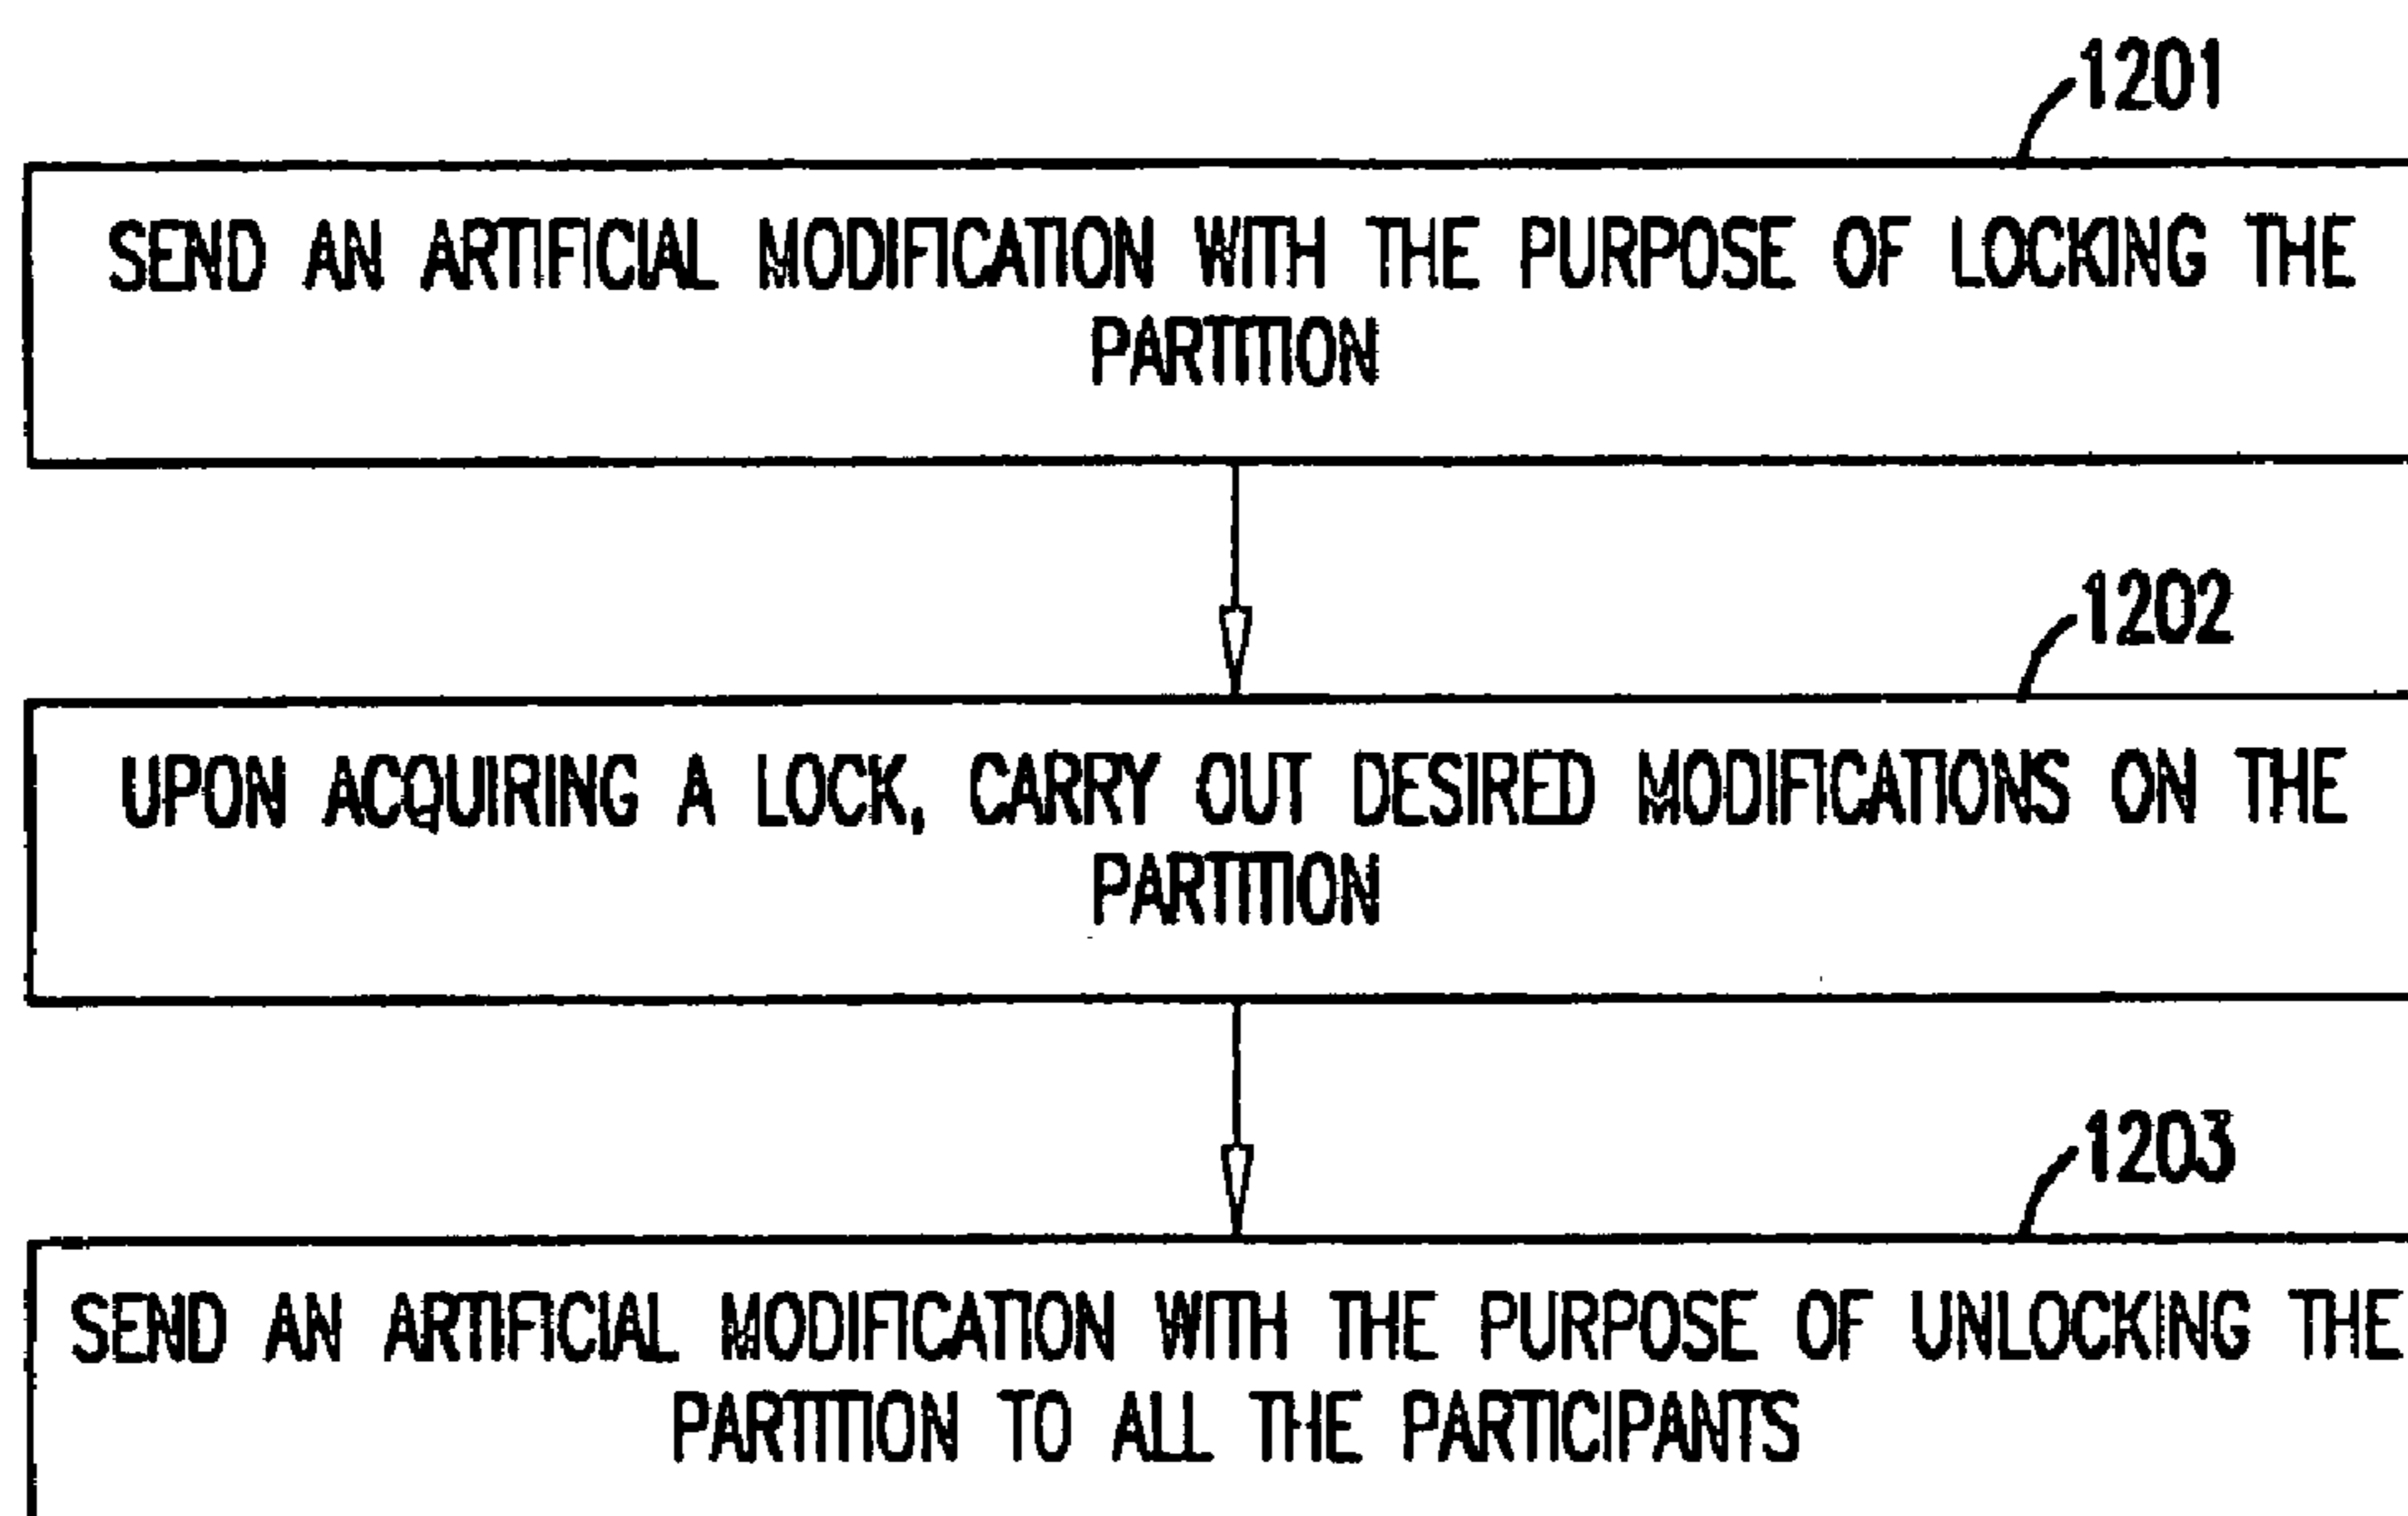 1201
SEND AN ARTIFICIAL MODIFICATION WITH THE PURPOSE OF LOCKING THE
PARTITION
1202
UPON ACQUIRING A LOCK, CARRY OUT DESIRED MODIFICATIONS ON THE
PARTITION
1203
SEND AN ARTIFICIAL MODIFICATION WITH THE PURPOSE OF UNLOCKING THE
PARTITION TO ALL THE PARTICIPANTS